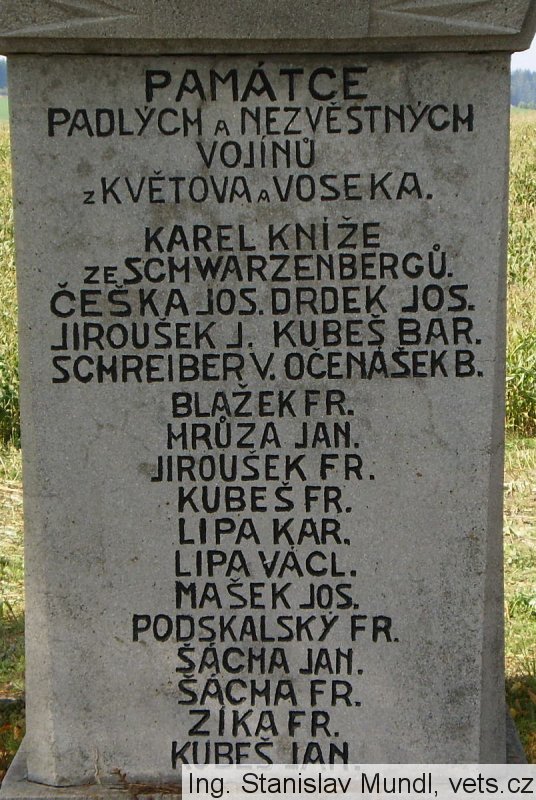 PAMÁTCE
PADLÝCH A NEZVĚSTNÝCH
VOJÍNŮ
z KVĚTOVA A VOSEKA.
KAREL KNÍŽE
ZE SCHWARZENBERGŮ.
ČEŠKA JOS. DRDEK JOS.
JIROUŠEK J. KUBEŠ BAR.
SCHREIBER V. OČENÁŠEK B.
BLAŽEK FR.
HRŮZA JAN.
JIROUŠEK FR.
KUBEŠ FR.
LIPA KAR.
LIPA VÁCL.
MAŠEK JOS.
PODSKALSKÝ FR.
ŠÁCHA JAN.
ŠÁCHA FR.
ZÍKA FR.
KUBEŠ JAN.
Ing. Stanislav Mundl, vets.cz